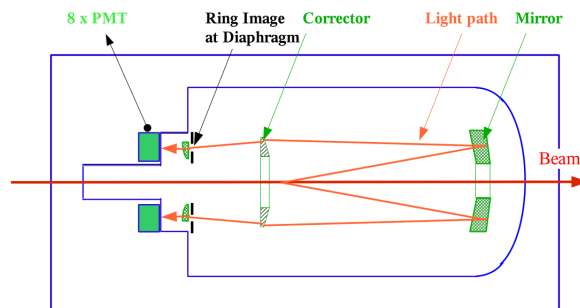 8 x PMT
Ring Image
at Diaphragm
Corrector
Light path
Mirror
Beam